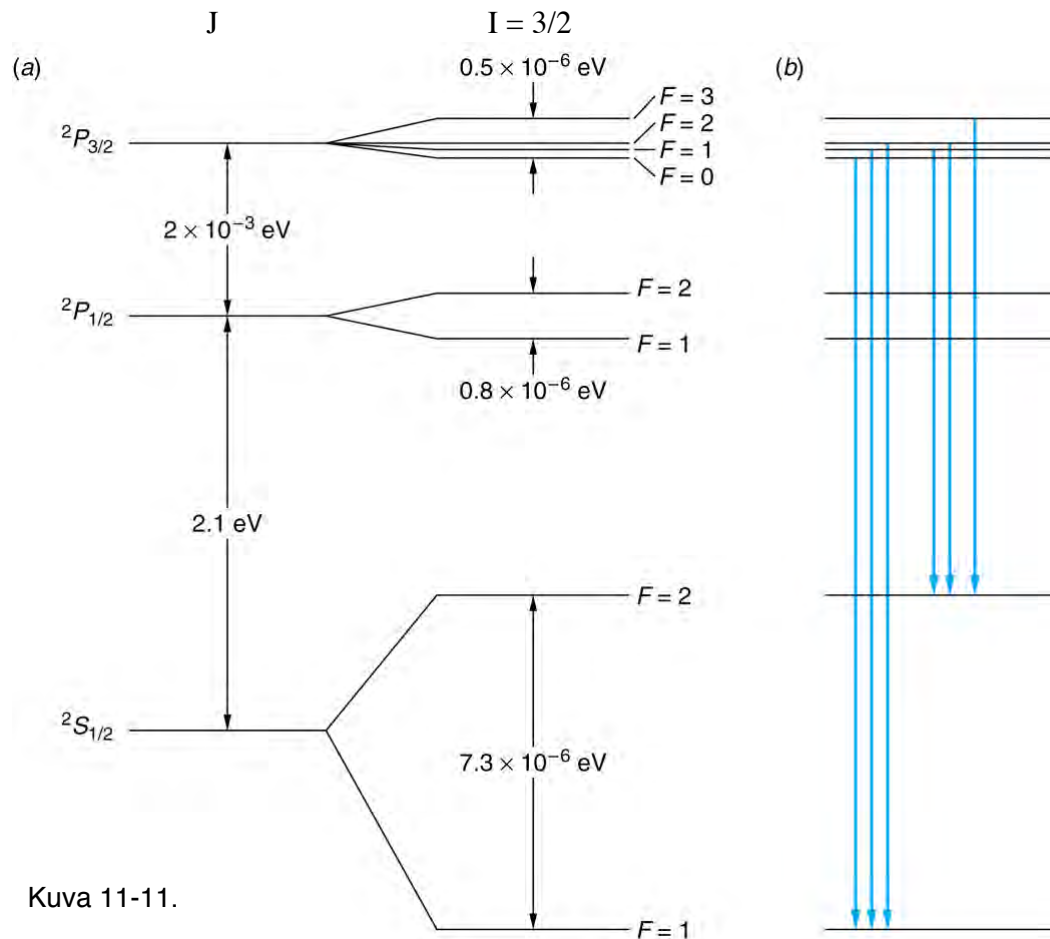 J I = 3/2
(a) 0.5 × 10⁻⁶ eV (b)
F = 3
²P₃/₂ F = 2
F = 1
F = 0
2 × 10⁻³ eV
²P₁/₂ F = 2
F = 1
0.8 × 10⁻⁶ eV
2.1 eV
F = 2
²S₁/₂
7.3 × 10⁻⁶ eV
Kuva 11-11.
F = 1